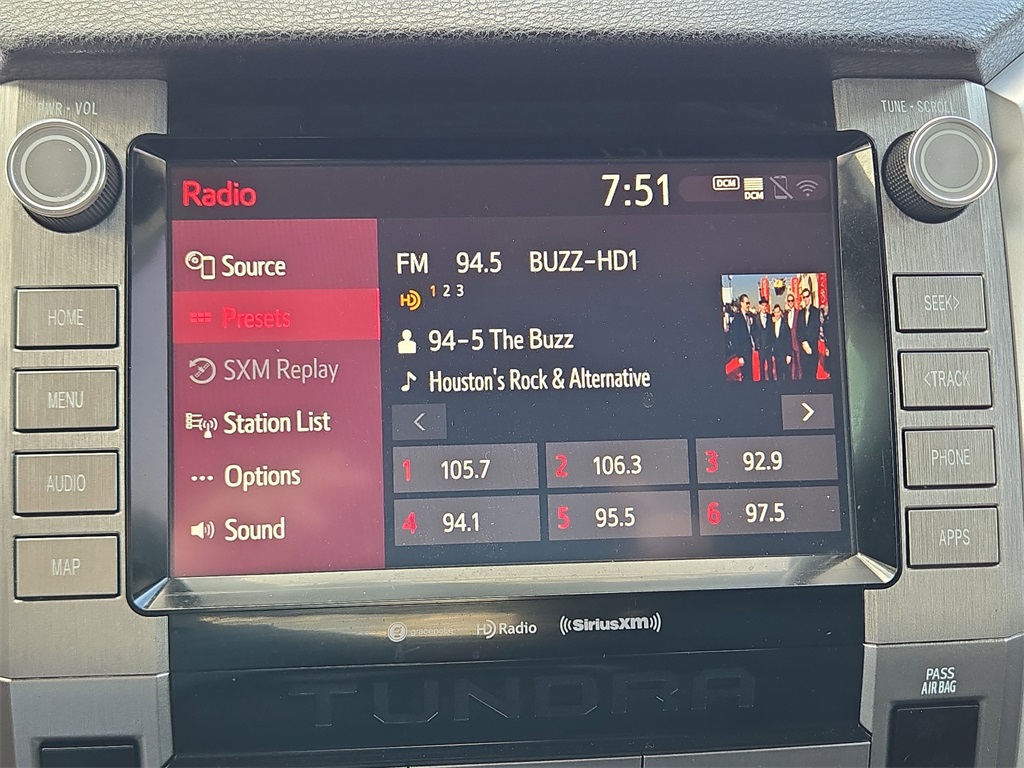 PWR · VOL
TUNE · SCROLL
Radio
7:51
DCM
DCM
Source
Presets
SXM Replay
Station List
Options
Sound
FM 94.5 BUZZ-HD1
HD 1 2 3
94-5 The Buzz
Houston's Rock & Alternative
<
>
1 105.7
2 106.3
3 92.9
4 94.1
5 95.5
6 97.5
HOME
MENU
AUDIO
MAP
SEEK>
<TRACK
PHONE
APPS
gracenote
HD Radio
((SiriusXM))
TUNDRA
PASS
AIR BAG